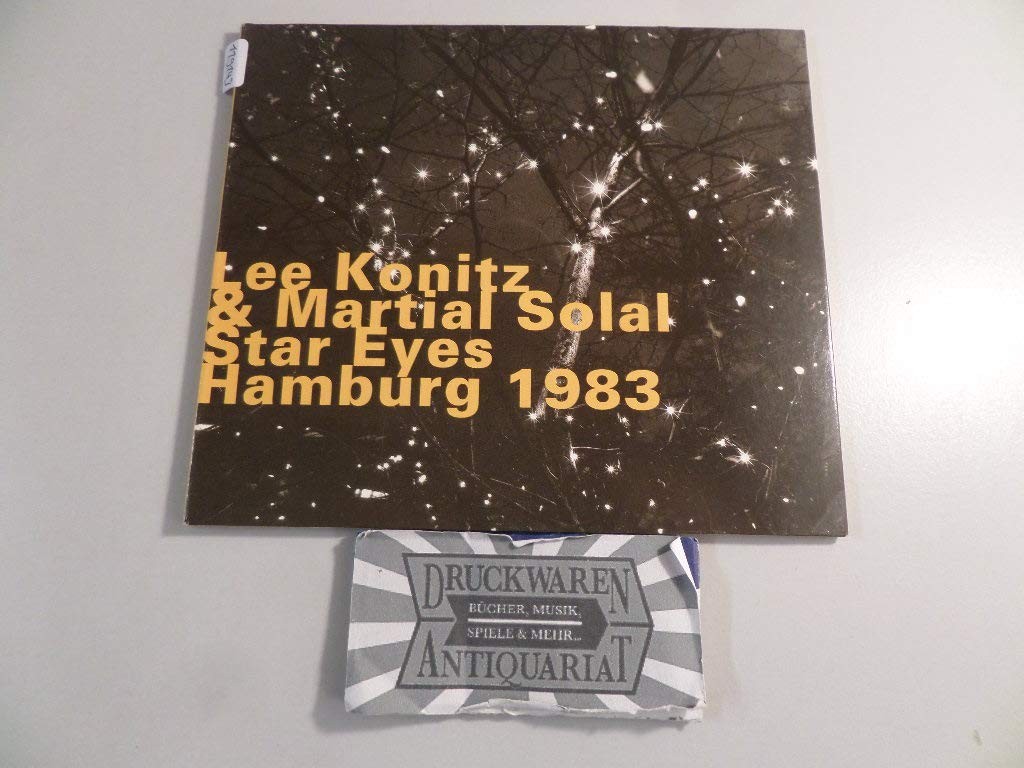 Lee Konitz
& Martial Solal
Star Eyes
Hamburg 1983
DRUCKWAREN
BÜCHER, MUSIK,
SPIELE & MEHR...
ANTIQUARIAT